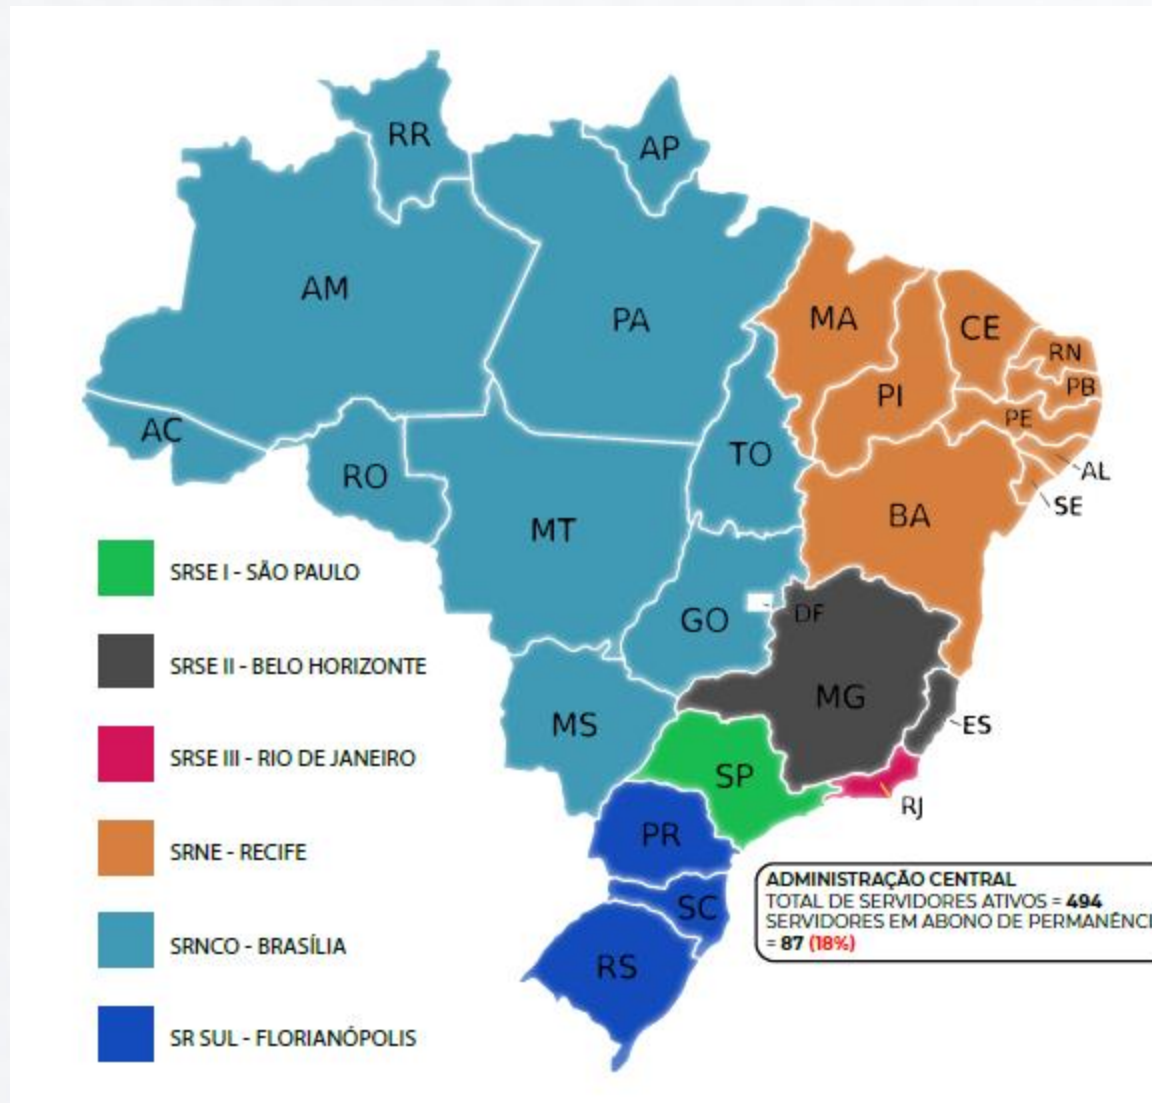 RR
AP
AM
PA
MA
CE
RN
PB
PI
PE
AC
TO
RO
AL
SE
BA
MT
SRSE I - SÃO PAULO
DF
GO
SRSE II - BELO HORIZONTE
MG
MS
ES
SRSE III - RIO DE JANEIRO
SP
RJ
PR
SRNE - RECIFE
ADMINISTRAÇÃO CENTRAL
TOTAL DE SERVIDORES ATIVOS = 494
SERVIDORES EM ABONO DE PERMANÊNCI
= 87 (18%)
SC
SRNCO - BRASÍLIA
RS
SR SUL - FLORIANÓPOLIS